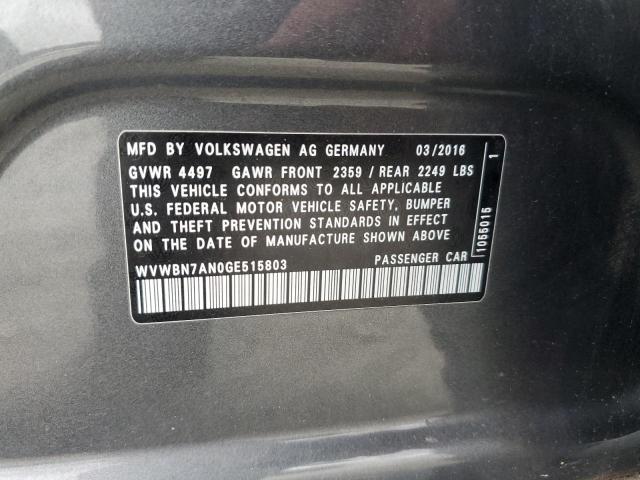 MFD BY VOLKSWAGEN AG GERMANY 03/2016
GVWR 4497 GAWR FRONT 2359 / REAR 2249 LBS
THIS VEHICLE CONFORMS TO ALL APPLICABLE
U.S. FEDERAL MOTOR VEHICLE SAFETY, BUMPER
AND THEFT PREVENTION STANDARDS IN EFFECT
ON THE DATE OF MANUFACTURE SHOWN ABOVE
WVWBN7AN0GE515803 PASSENGER CAR
1055015 1